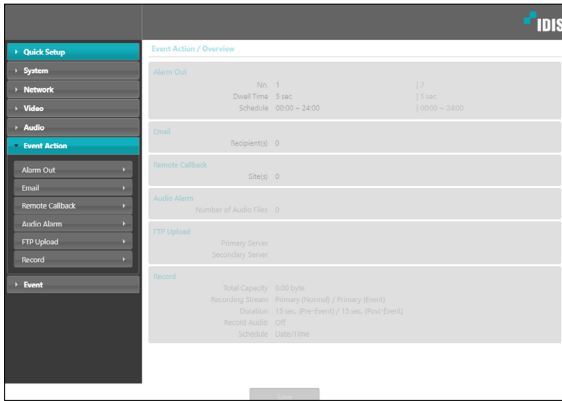 IDIS
Quick Setup
System
Network
Video
Audio
Event Action
Alarm Out
Email
Remote Callback
Audio Alarm
FTP Upload
Record
Event
Event Action / Overview
Alarm Out
No. 1 | 2
Dwell Time 5 sec. | 5 sec.
Schedule 00:00 ~ 24:00 | 00:00 ~ 24:00
Email
Recipient(s) 0
Remote Callback
Site(s) 0
Audio Alarm
Number of Audio Files 0
FTP Upload
Primary Server
Secondary Server
Record
Total Capacity 0.00 byte
Recording Stream Primary (Normal) / Primary (Event)
Duration 15 sec. (Pre-Event) / 15 sec. (Post-Event)
Record Audio Off
Schedule Date/Time
Save